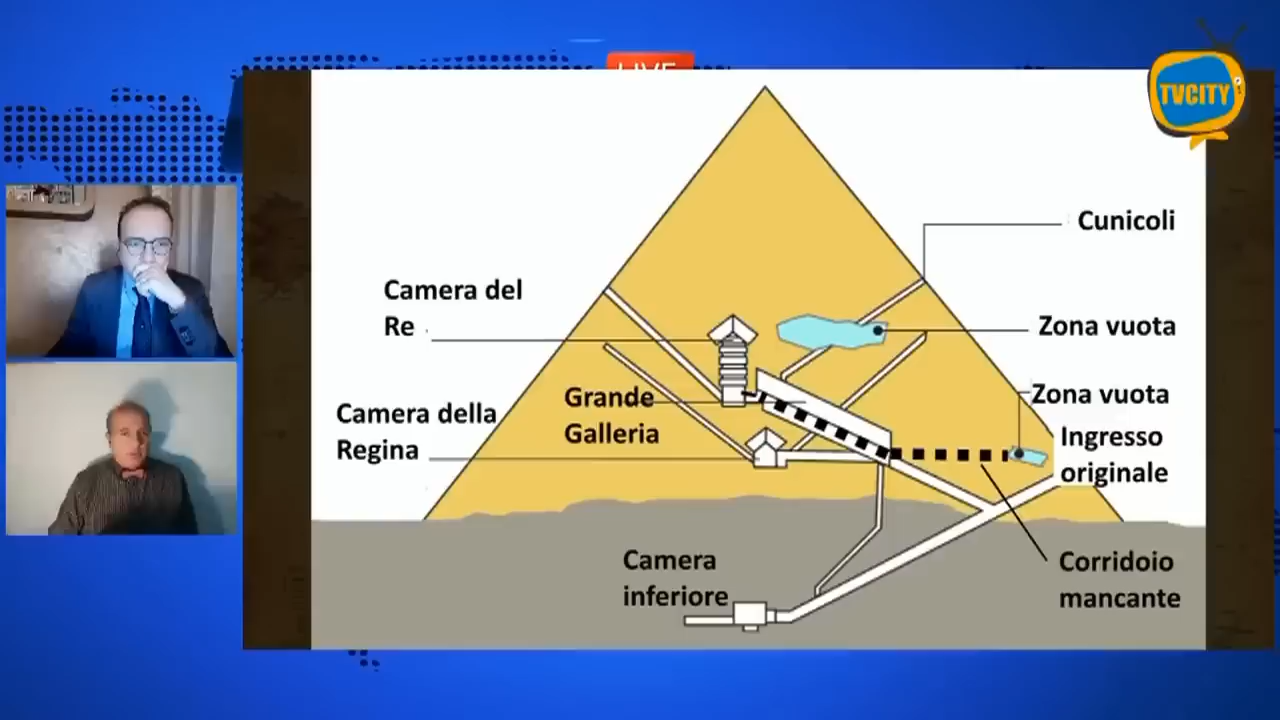 LIVE
TVCITY
Cunicoli
Camera del
Re
Zona vuota
Zona vuota
Grande
Galleria
Camera della
Regina
Ingresso
originale
Camera
inferiore
Corridoio
mancante